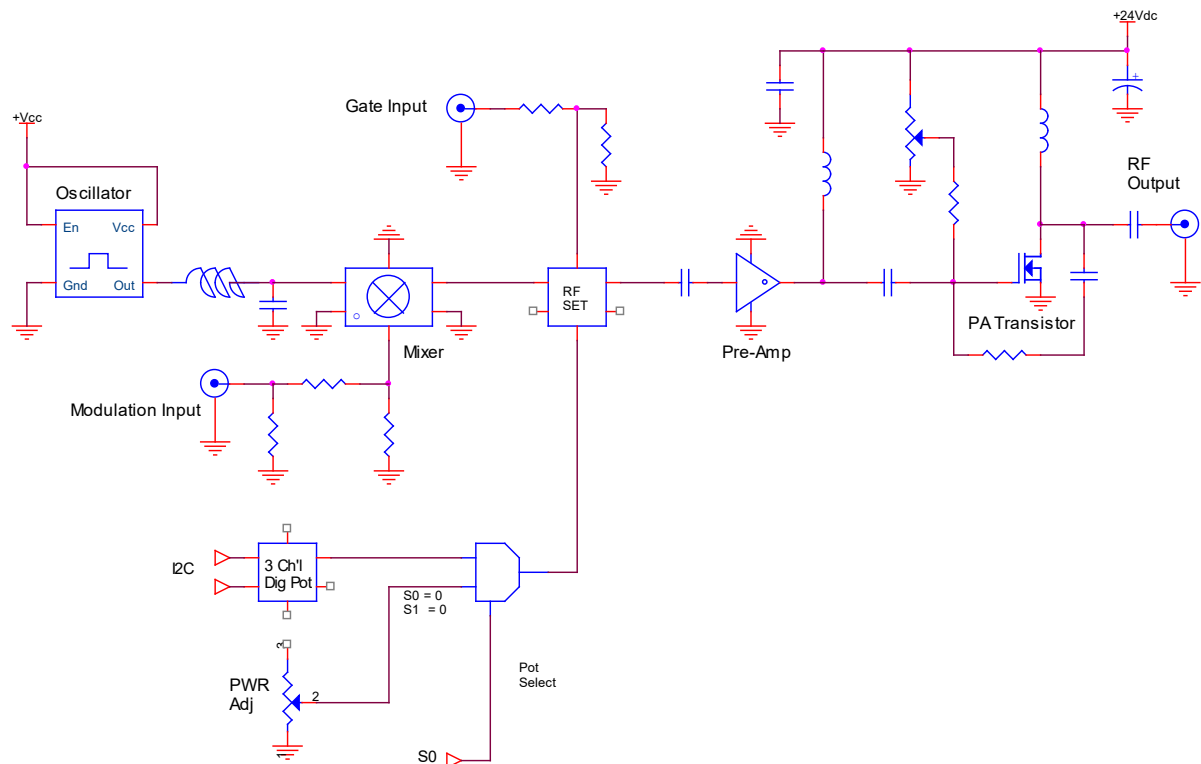 +24Vdc
Gate Input
+Vcc
Oscillator
En Vcc
Gnd Out
RF
Output
RF
SET
Mixer
Pre-Amp
PA Transistor
+
Modulation Input
I2C
3 Ch'l
Dig Pot
S0 = 0
S1 = 0
Pot
Select
3
PWR
Adj
2
1
S0